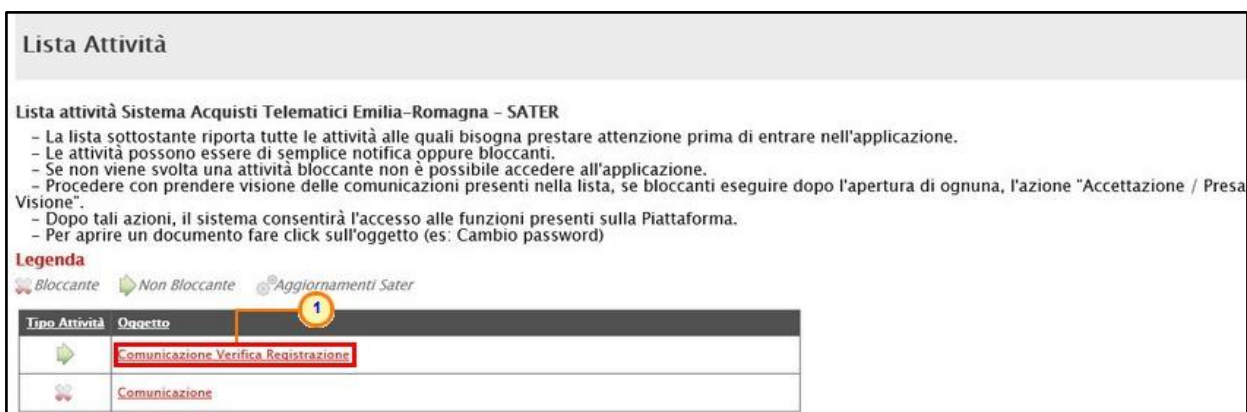 Lista Attività
Lista attività Sistema Acquisti Telematici Emilia-Romagna - SATER
- La lista sottostante riporta tutte le attività alle quali bisogna prestare attenzione prima di entrare nell'applicazione.
- Le attività possono essere di semplice notifica oppure bloccanti.
- Se non viene svolta una attività bloccante non è possibile accedere all'applicazione.
- Procedere con prendere visione delle comunicazioni presenti nella lista, se bloccanti eseguire dopo l'apertura di ognuna, l'azione "Accettazione / Presa
Visione".
- Dopo tali azioni, il sistema consentirà l'accesso alle funzioni presenti sulla Piattaforma.
- Per aprire un documento fare click sull'oggetto (es: Cambio password)
Legenda
Bloccante Non Bloccante Aggiornamenti Sater
1
Tipo Attività Oggetto
Comunicazione Verifica Registrazione
Comunicazione